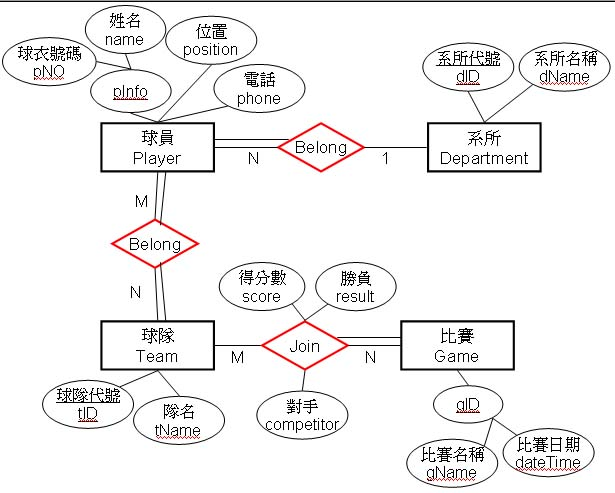 姓名
name
位置
position
球衣號碼
pNO
pInfo
電話
phone
系所代號
dID
系所名稱
dName
球員
Player
N
Belong
1
系所
Department
M
Belong
N
得分數
score
勝負
result
球隊
Team
M
Join
N
比賽
Game
球隊代號
tID
隊名
tName
對手
competitor
gID
比賽名稱
gName
比賽日期
dateTime